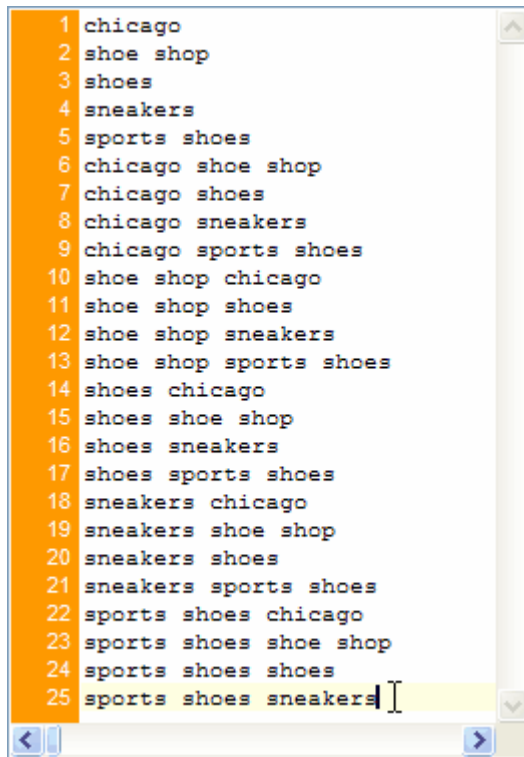 1 chicago
2 shoe shop
3 shoes
4 sneakers
5 sports shoes
6 chicago shoe shop
7 chicago shoes
8 chicago sneakers
9 chicago sports shoes
10 shoe shop chicago
11 shoe shop shoes
12 shoe shop sneakers
13 shoe shop sports shoes
14 shoes chicago
15 shoes shoe shop
16 shoes sneakers
17 shoes sports shoes
18 sneakers chicago
19 sneakers shoe shop
20 sneakers shoes
21 sneakers sports shoes
22 sports shoes chicago
23 sports shoes shoe shop
24 sports shoes shoes
25 sports shoes sneakers